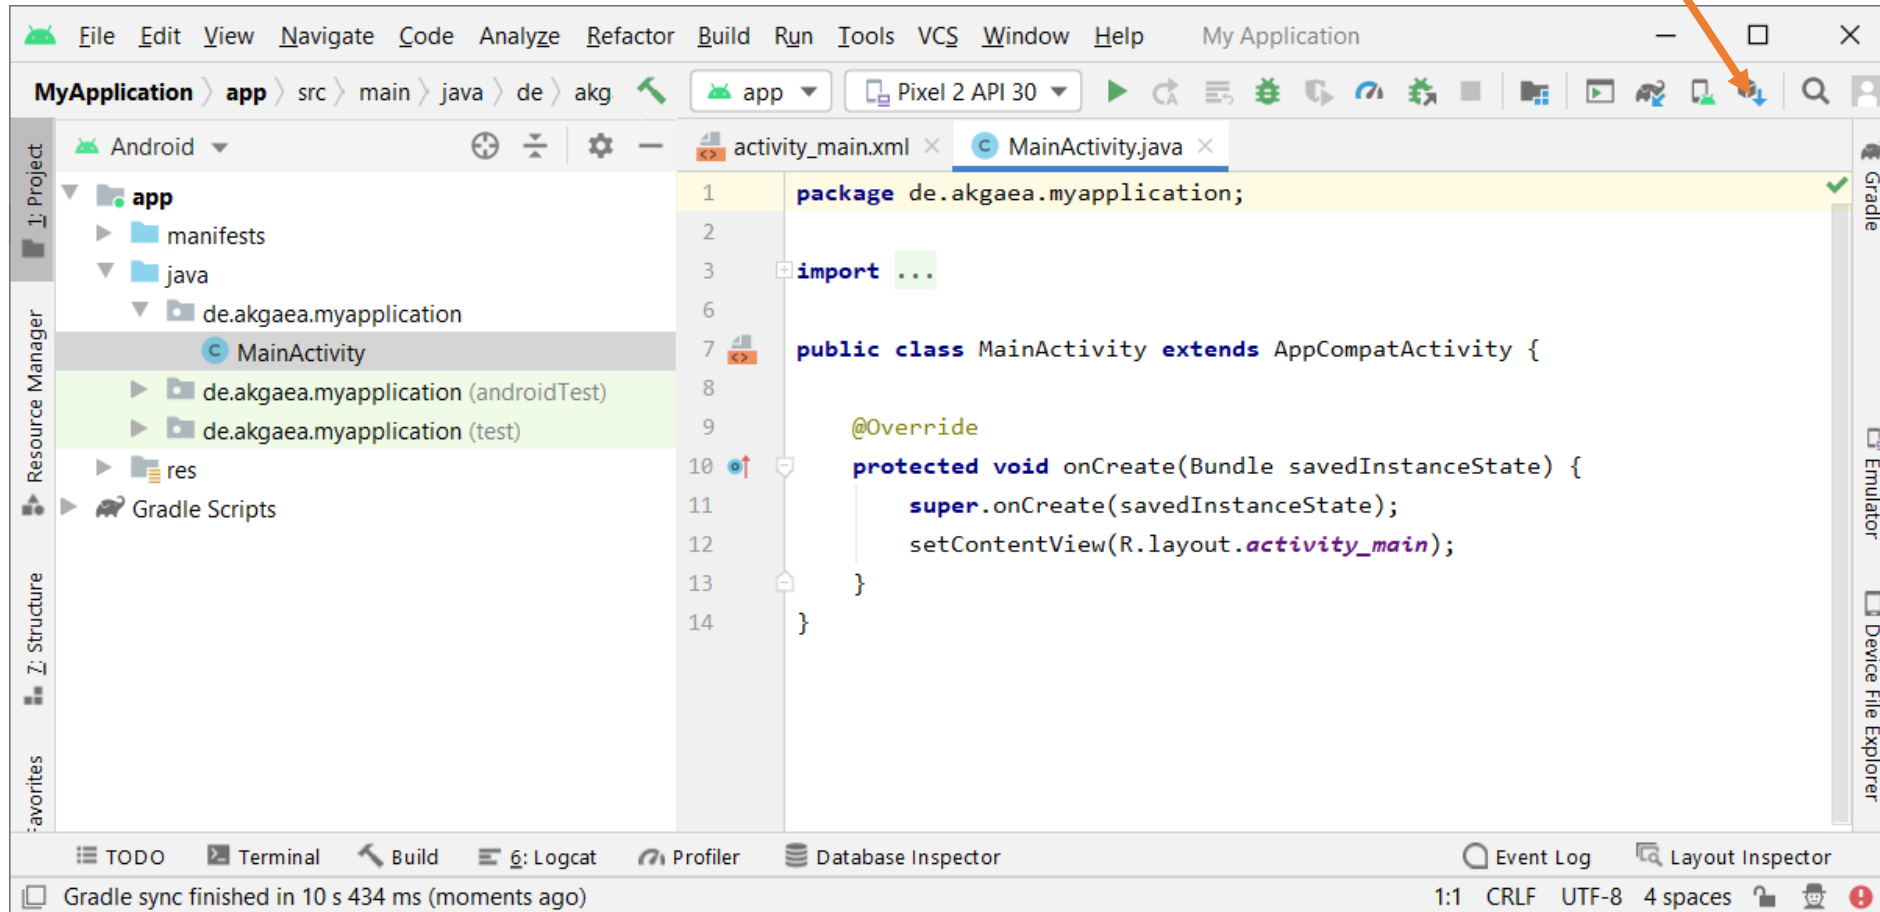 File Edit View Navigate Code Analyze Refactor Build Run Tools VCS Window Help My Application
MyApplication app src main java de akg app Pixel 2 API 30
Android
activity_main.xml MainActivity.java
1: Project
Resource Manager
7: Structure
Favorites
app
manifests
java
de.akgaea.myapplication
MainActivity
de.akgaea.myapplication (androidTest)
de.akgaea.myapplication (test)
res
Gradle Scripts
1 package de.akgaea.myapplication;
2
3 import ...
6
7 public class MainActivity extends AppCompatActivity {
8
9 @Override
10 protected void onCreate(Bundle savedInstanceState) {
11 super.onCreate(savedInstanceState);
12 setContentView(R.layout.activity_main);
13 }
14 }
Gradle
Emulator
Device File Explorer
TODO Terminal Build 6: Logcat Profiler Database Inspector Event Log Layout Inspector
Gradle sync finished in 10 s 434 ms (moments ago) 1:1 CRLF UTF-8 4 spaces